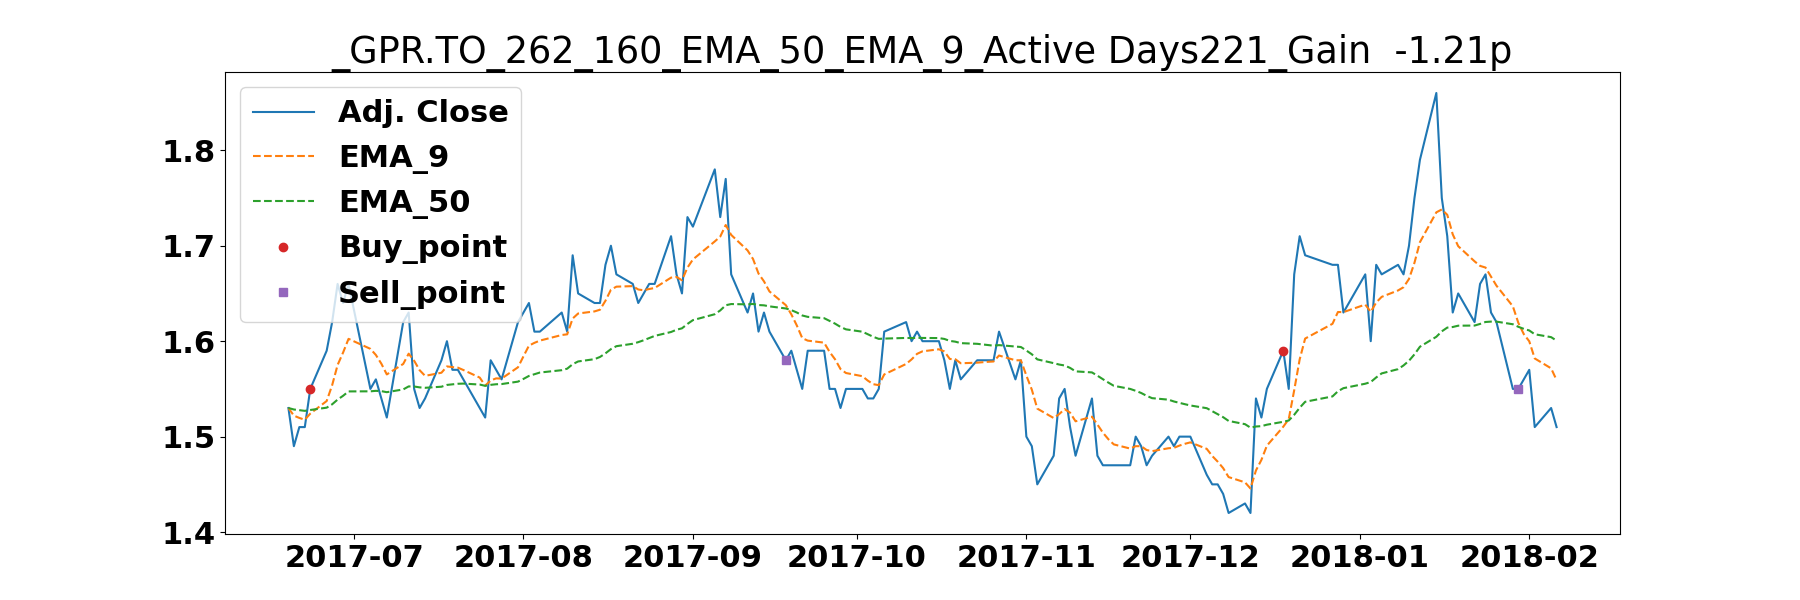 _GPR.TO_262_160_EMA_50_EMA_9_Active Days221_Gain  -1.21p
Adj. Close
EMA_9
EMA_50
Buy_point
Sell_point
1.8
1.7
1.6
1.5
1.4
2017-07 2017-08 2017-09 2017-10 2017-11 2017-12 2018-01 2018-02